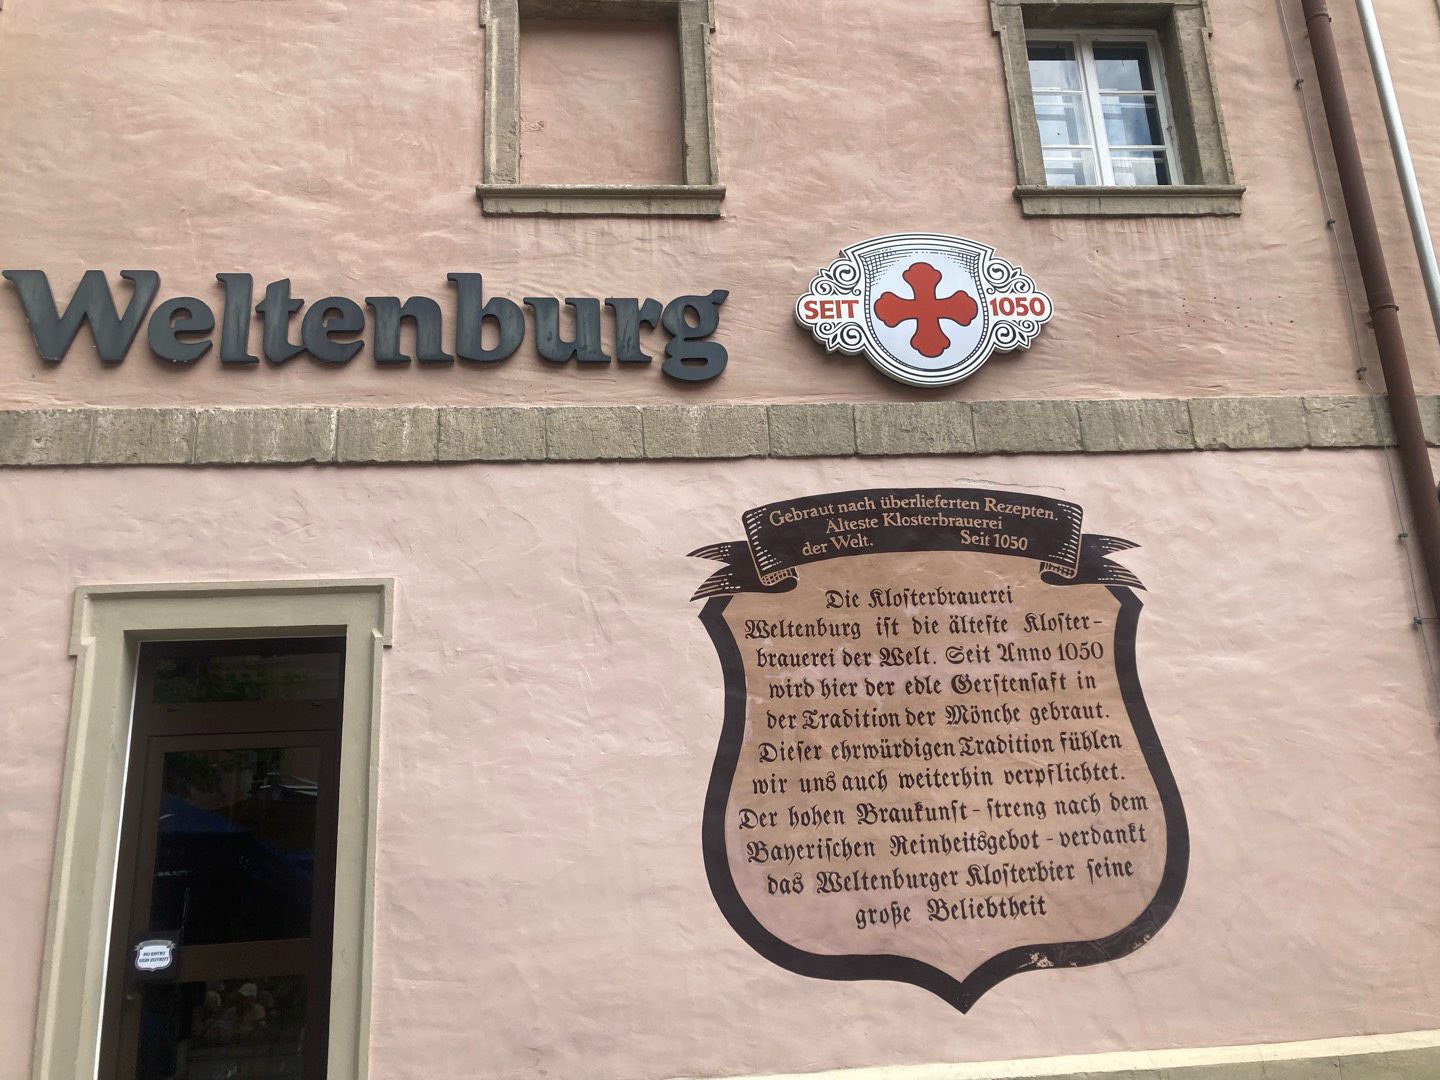 Weltenburg
SEIT 1050
Gebraut nach überlieferten Rezepten.
Älteste Klosterbrauerei
der Welt. Seit 1050
Die Kloſterbrauerei
Weltenburg iſt die älteſte Kloſter-
brauerei der Welt. Seit Anno 1050
wird hier der edle Gerſtenſaft in
der Tradition der Mönche gebraut.
Dieſer ehrwürdigen Tradition fühlen
wir uns auch weiterhin verpflichtet.
Der hohen Braukunſt - ſtreng nach dem
Bayeriſchen Reinheitsgebot - verdankt
das Weltenburger Kloſterbier ſeine
große Beliebtheit